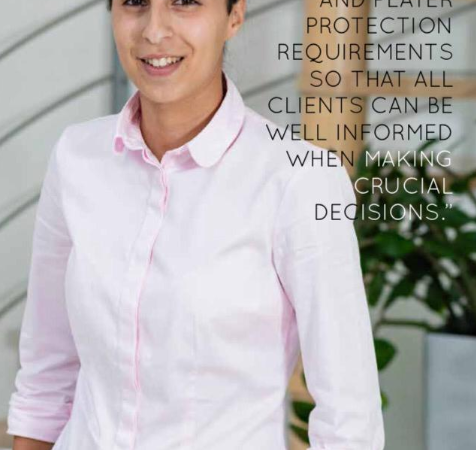 AND PLAYER
PROTECTION
REQUIREMENTS
SO THAT ALL
CLIENTS CAN BE
WELL INFORMED
WHEN MAKING
CRUCIAL
DECISIONS."